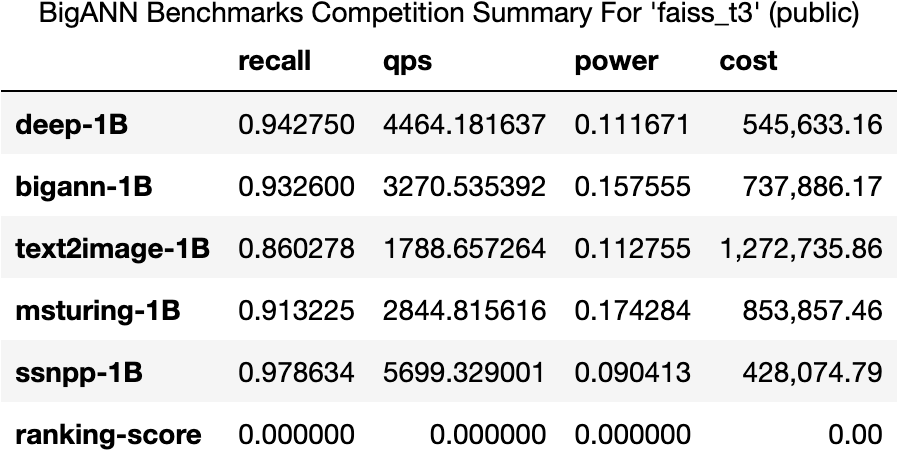 BigANN Benchmarks Competition Summary For 'faiss_t3' (public)
recall qps power cost
deep-1B 0.942750 4464.181637 0.111671 545,633.16
bigann-1B 0.932600 3270.535392 0.157555 737,886.17
text2image-1B 0.860278 1788.657264 0.112755 1,272,735.86
msturing-1B 0.913225 2844.815616 0.174284 853,857.46
ssnpp-1B 0.978634 5699.329001 0.090413 428,074.79
ranking-score 0.000000 0.000000 0.000000 0.00